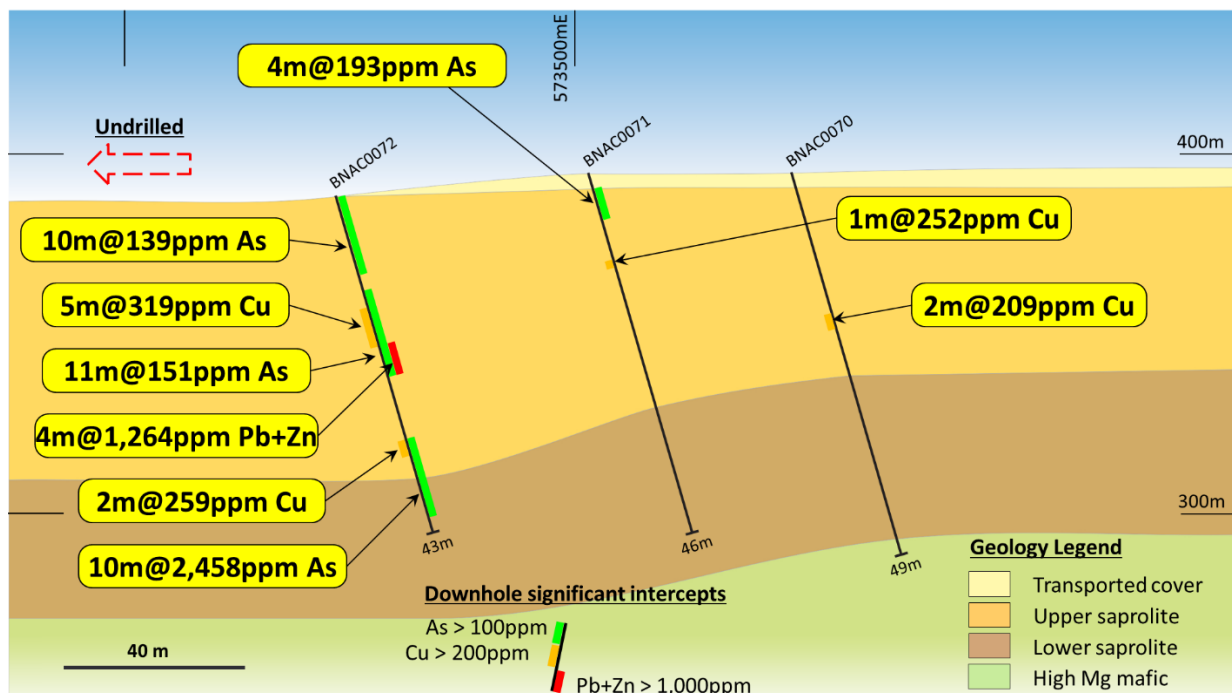 4m@193ppm As
573500mE
Undrilled
BNAC0072
BNAC0071
BNAC0070
400m
10m@139ppm As
1m@252ppm Cu
5m@319ppm Cu
2m@209ppm Cu
11m@151ppm As
4m@1,264ppm Pb+Zn
2m@259ppm Cu
300m
10m@2,458ppm As
43m
46m
49m
Geology Legend
Transported cover
Upper saprolite
Lower saprolite
High Mg mafic
Downhole significant intercepts
As > 100ppm
Cu > 200ppm
Pb+Zn > 1,000ppm
40 m